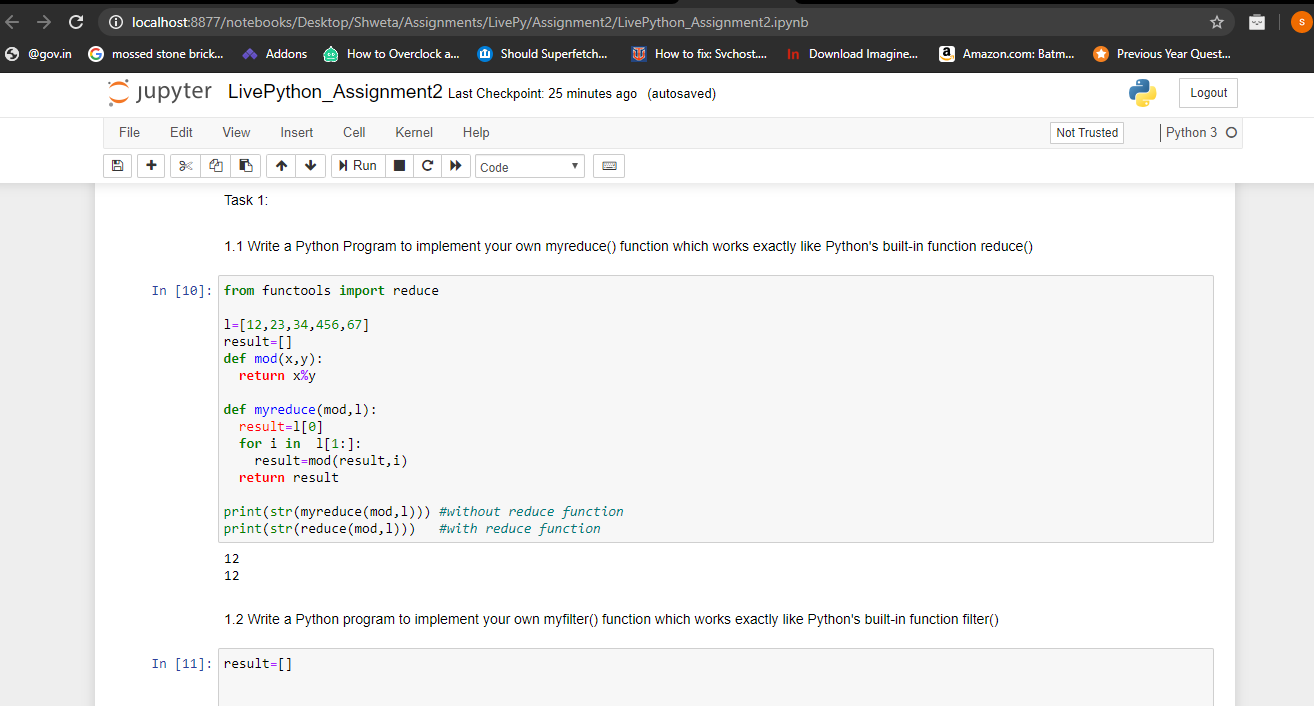 localhost:8877/notebooks/Desktop/Shweta/Assignments/LivePy/Assignment2/LivePython_Assignment2.ipynb
S
@gov.in mossed stone brick... Addons How to Overclock a... Should Superfetch... How to fix: Svchost.... In Download Imagine... a Amazon.com: Batm... Previous Year Quest...
jupyter LivePython_Assignment2 Last Checkpoint: 25 minutes ago (autosaved) Logout
File Edit View Insert Cell Kernel Help Not Trusted Python 3
Run Code
Task 1:
1.1 Write a Python Program to implement your own myreduce() function which works exactly like Python's built-in function reduce()
In [10]: from functools import reduce
l=[12,23,34,456,67]
result=[]
def mod(x,y):
  return x%y
def myreduce(mod,l):
  result=l[0]
  for i in  l[1:]:
    result=mod(result,i)
  return result
print(str(myreduce(mod,l))) #without reduce function
print(str(reduce(mod,l)))   #with reduce function
12
12
1.2 Write a Python program to implement your own myfilter() function which works exactly like Python's built-in function filter()
In [11]: result=[]